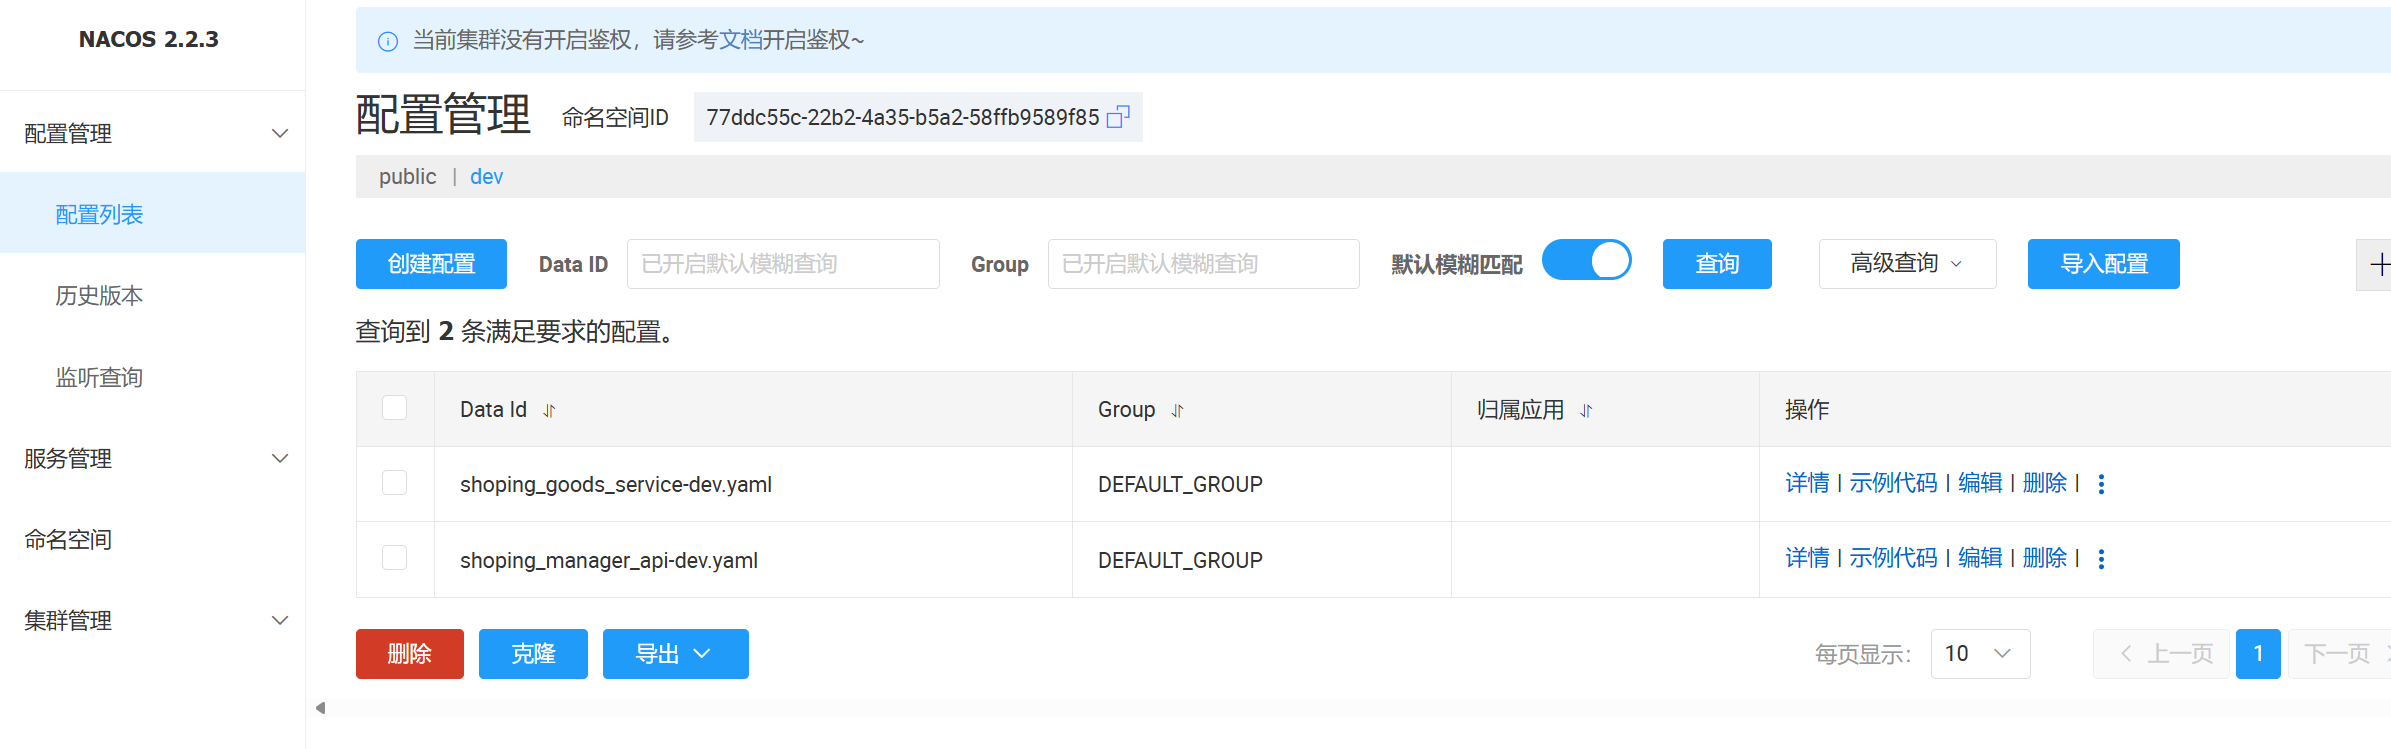 NACOS 2.2.3
当前集群没有开启鉴权，请参考文档开启鉴权~
配置管理 命名空间ID 77ddc55c-22b2-4a35-b5a2-58ffb9589f85
public | dev
配置管理
配置列表
历史版本
监听查询
服务管理
命名空间
集群管理
创建配置 Data ID 已开启默认模糊查询 Group 已开启默认模糊查询 默认模糊匹配 查询 高级查询 导入配置
查询到 2 条满足要求的配置。
Data Id Group 归属应用 操作
shoping_goods_service-dev.yaml DEFAULT_GROUP 详情 | 示例代码 | 编辑 | 删除 |
shoping_manager_api-dev.yaml DEFAULT_GROUP 详情 | 示例代码 | 编辑 | 删除 |
删除 克隆 导出 每页显示: 10 上一页 1 下一页